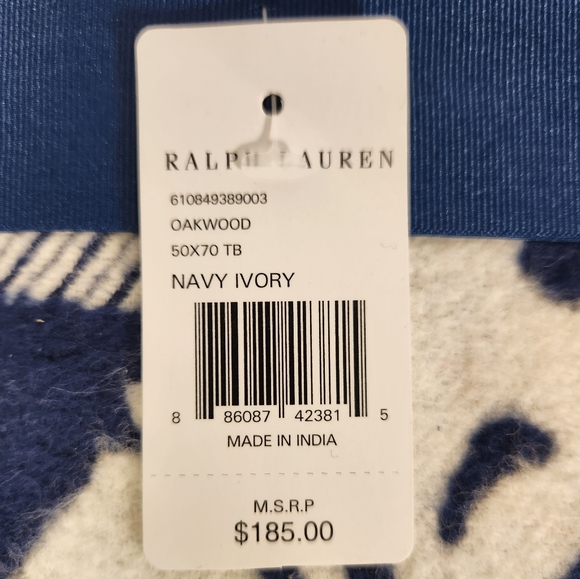 RALPH LAUREN
610849389003
OAKWOOD
50X70 TB
NAVY IVORY
8 86087 42381 5
MADE IN INDIA
M.S.R.P
$185.00